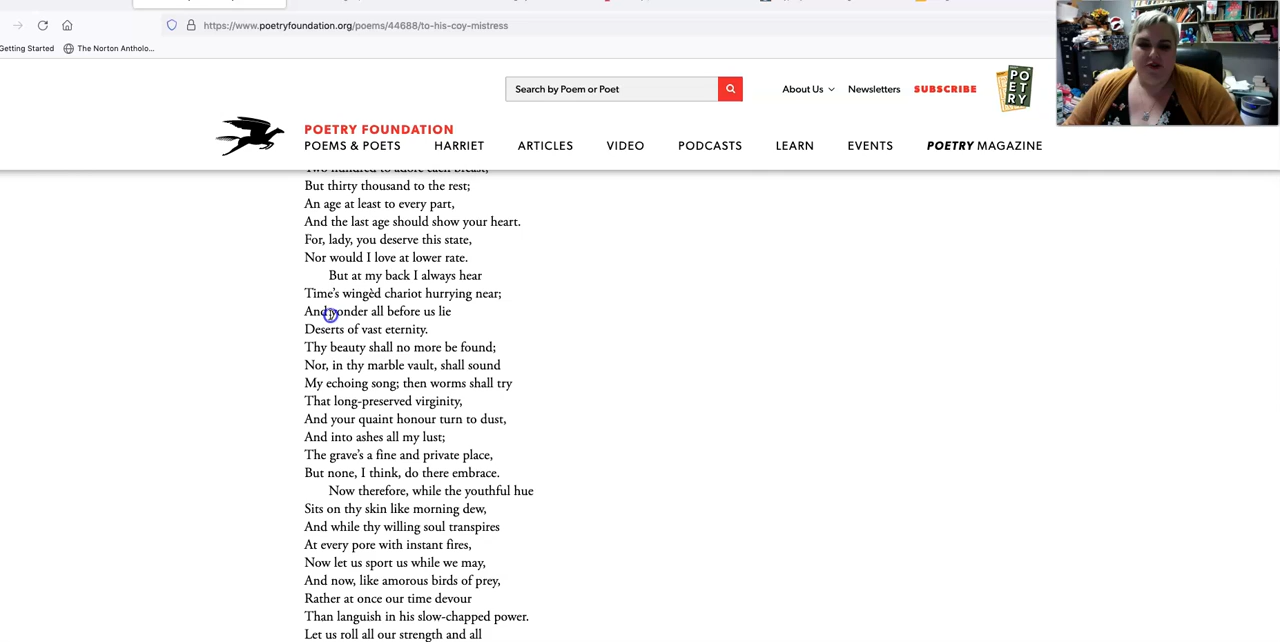 https://www.poetryfoundation.org/poems/44688/to-his-coy-mistress
Getting Started
The Norton Antholo...
Search by Poem or Poet
About Us
Newsletters
SUBSCRIBE
PO
ET
RY
POETRY FOUNDATION
POEMS & POETS
HARRIET
ARTICLES
VIDEO
PODCASTS
LEARN
EVENTS
POETRY MAGAZINE
Two hundred to adore each breast,
But thirty thousand to the rest;
An age at least to every part,
And the last age should show your heart.
For, lady, you deserve this state,
Nor would I love at lower rate.
But at my back I always hear
Time's wingèd chariot hurrying near;
And yonder all before us lie
Deserts of vast eternity.
Thy beauty shall no more be found;
Nor, in thy marble vault, shall sound
My echoing song; then worms shall try
That long-preserved virginity,
And your quaint honour turn to dust,
And into ashes all my lust;
The grave's a fine and private place,
But none, I think, do there embrace.
Now therefore, while the youthful hue
Sits on thy skin like morning dew,
And while thy willing soul transpires
At every pore with instant fires,
Now let us sport us while we may,
And now, like amorous birds of prey,
Rather at once our time devour
Than languish in his slow-chapped power.
Let us roll all our strength and all